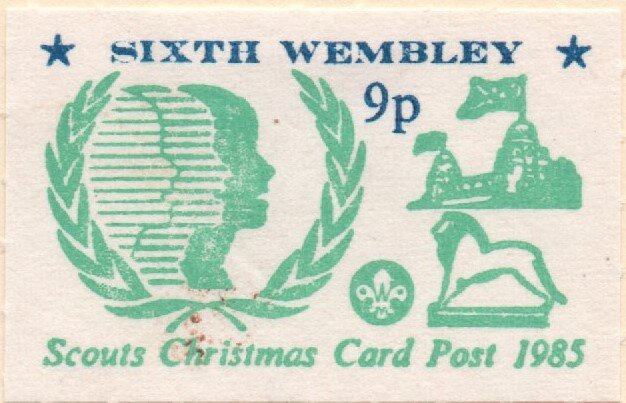 ★ SIXTH WEMBLEY ★
9p
Scouts Christmas Card Post 1985